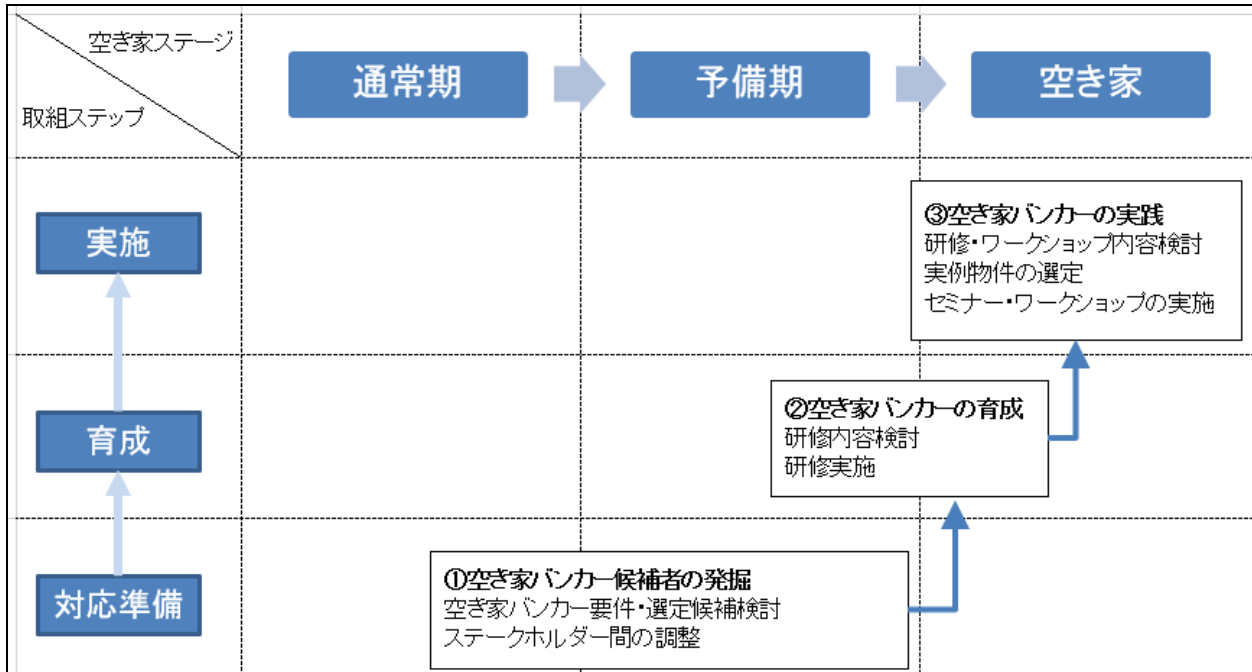 空き家ステージ
取組ステップ
通常期
予備期
空き家
実施
③空き家バンカーの実践
研修・ワークショップ内容検討
実例物件の選定
セミナー・ワークショップの実施
育成
②空き家バンカーの育成
研修内容検討
研修実施
対応準備
①空き家バンカー候補者の発掘
空き家バンカー要件・選定候補検討
ステークホルダー間の調整